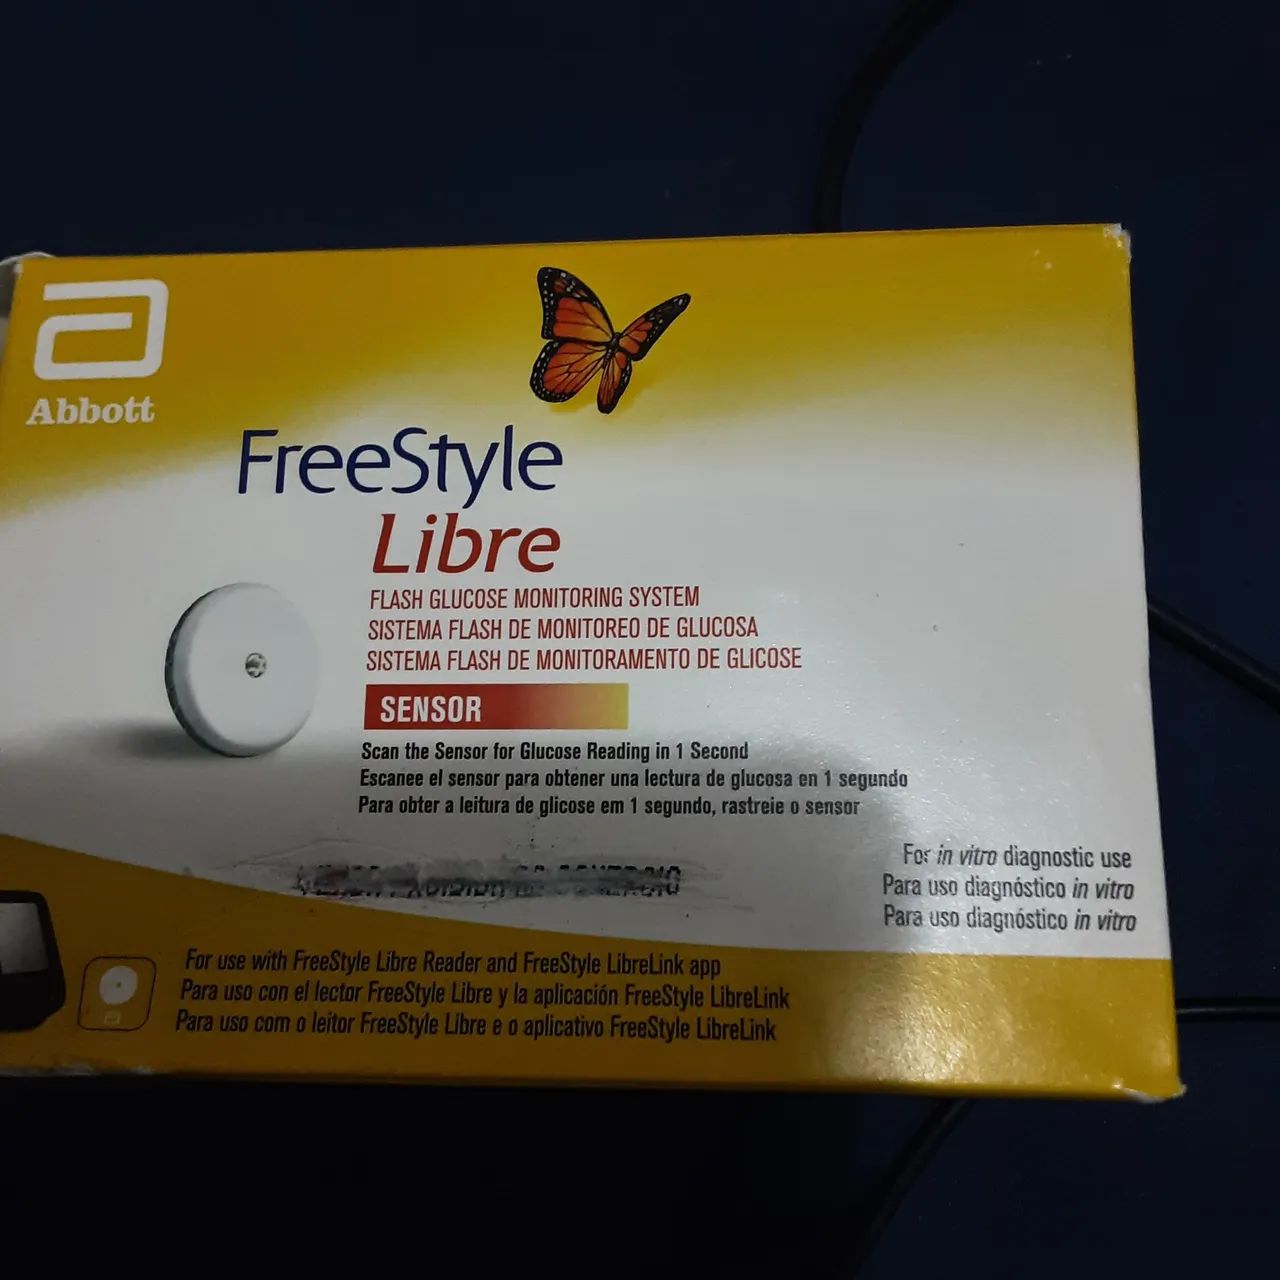 Abbott
FreeStyle
Libre
FLASH GLUCOSE MONITORING SYSTEM
SISTEMA FLASH DE MONITOREO DE GLUCOSA
SISTEMA FLASH DE MONITORAMENTO DE GLICOSE
SENSOR
Scan the Sensor for Glucose Reading in 1 Second
Escanee el sensor para obtener una lectura de glucosa en 1 segundo
Para obter a leitura de glicose em 1 segundo, rastreie o sensor
For in vitro diagnostic use
Para uso diagnóstico in vitro
Para uso diagnóstico in vitro
For use with FreeStyle Libre Reader and FreeStyle LibreLink app
Para uso con el lector FreeStyle Libre y la aplicación FreeStyle LibreLink
Para uso com o leitor FreeStyle Libre e o aplicativo FreeStyle LibreLink